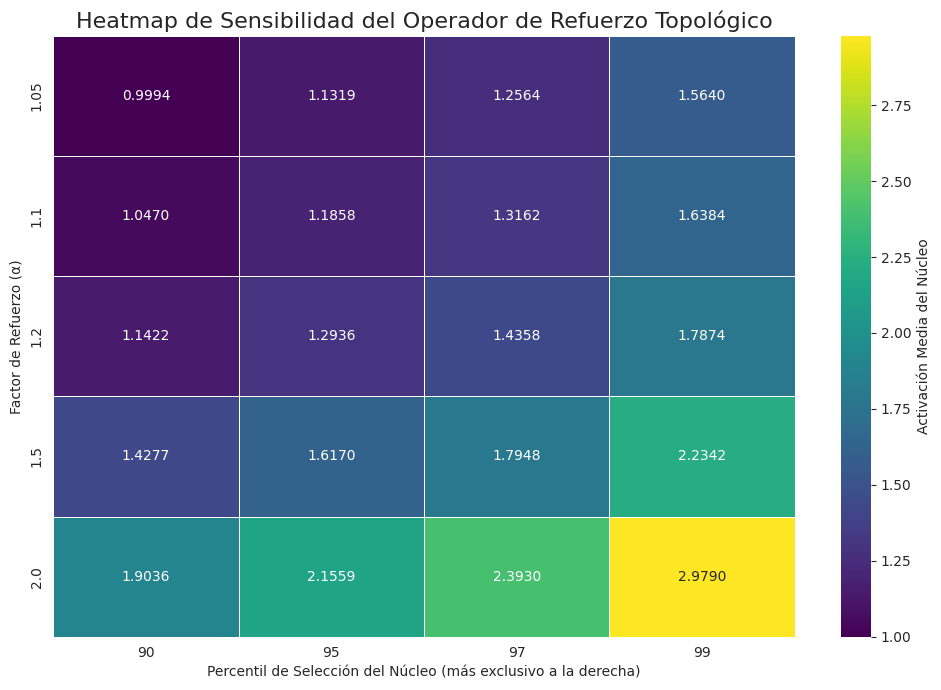 Heatmap de Sensibilidad del Operador de Refuerzo Topológico
Factor de Refuerzo (α)
1.05 0.9994 1.1319 1.2564 1.5640
1.1 1.0470 1.1858 1.3162 1.6384
1.2 1.1422 1.2936 1.4358 1.7874
1.5 1.4277 1.6170 1.7948 2.2342
2.0 1.9036 2.1559 2.3930 2.9790
90 95 97 99
Percentil de Selección del Núcleo (más exclusivo a la derecha)
2.75
2.50
2.25
2.00
1.75
1.50
1.25
1.00
Activación Media del Núcleo